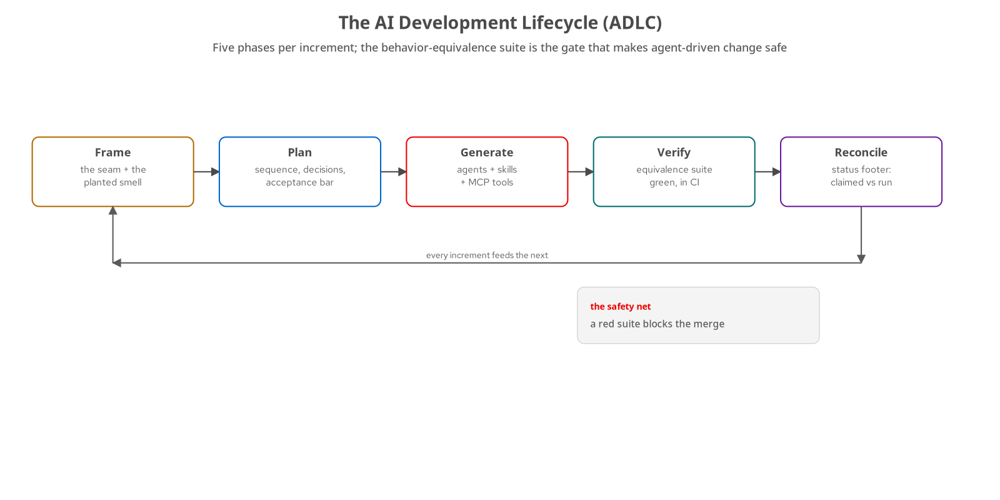 The AI Development Lifecycle (ADLC)
Five phases per increment; the behavior-equivalence suite is the gate that makes agent-driven change safe
Frame
the seam + the
planted smell
Plan
sequence, decisions,
acceptance bar
Generate
agents + skills
+ MCP tools
Verify
equivalence suite
green, in CI
Reconcile
status footer:
claimed vs run
every increment feeds the next
the safety net
a red suite blocks the merge